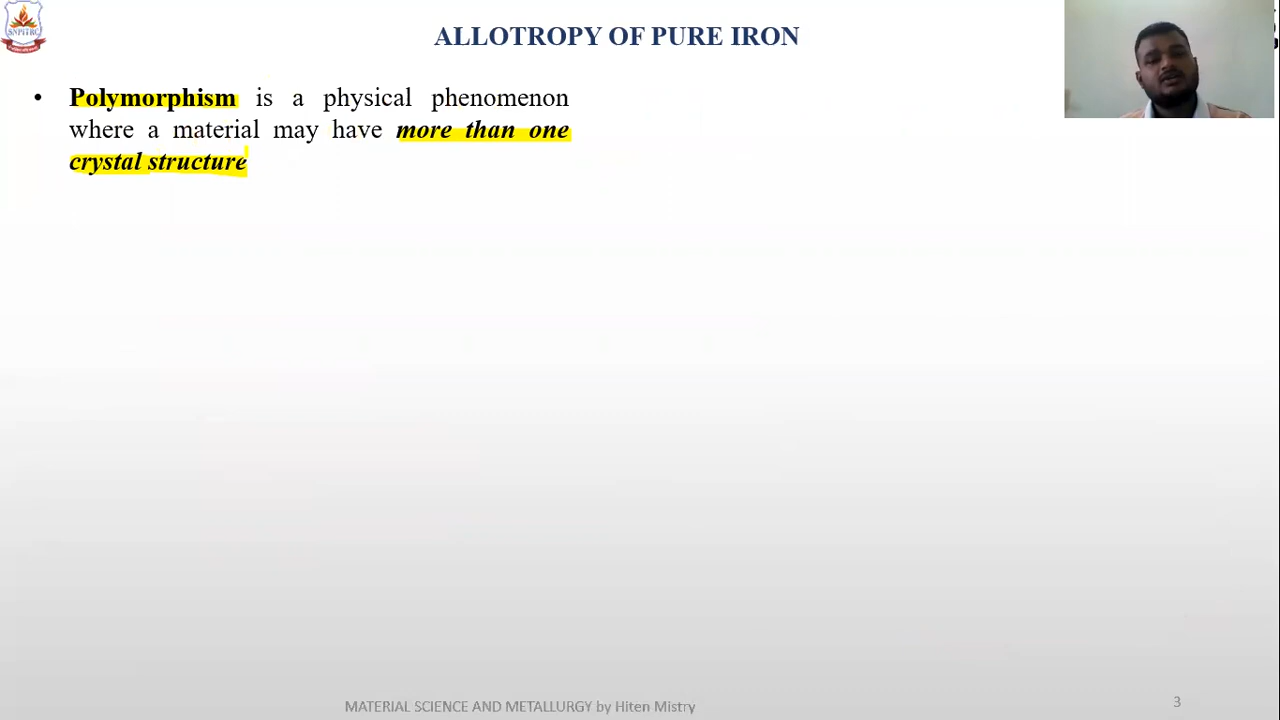 SNPITRC
ALLOTROPY OF PURE IRON
• Polymorphism is a physical phenomenon
where a material may have more than one
crystal structure
MATERIAL SCIENCE AND METALLURGY by Hiten Mistry
3